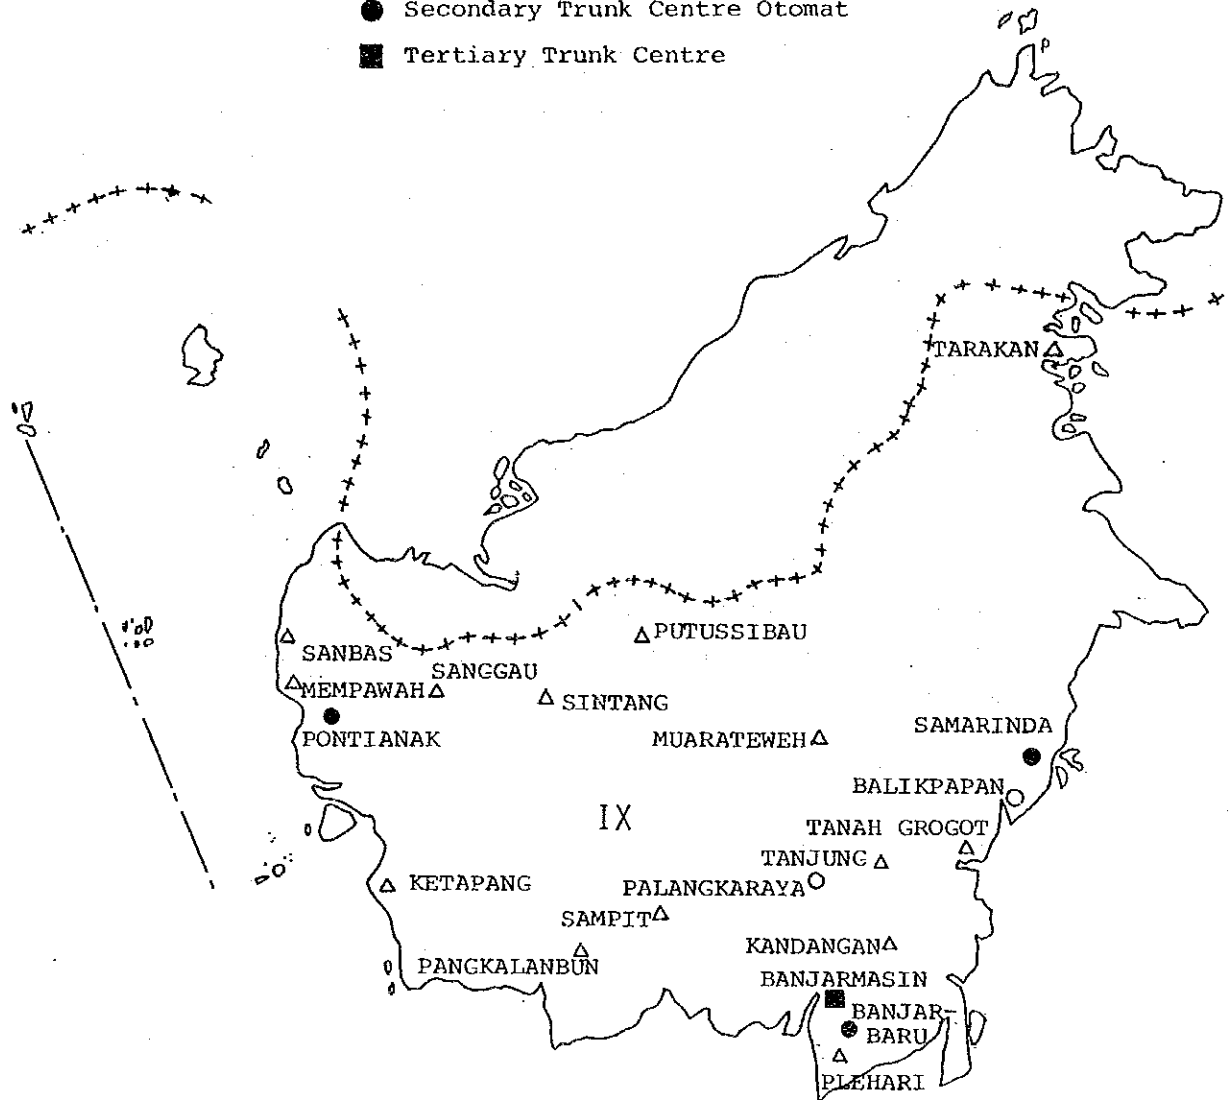 Secondary Trunk Centre Otomat
Tertiary Trunk Centre
TARAKAN
PUTUSSIBAU
SANBAS
SANGGAU
MEMPAWAH
SINTANG
PONTIANAK
MUARATEWEH
SAMARINDA
BALIKPAPAN
IX
TANAH GROGOT
TANJUNG
KETAPANG
PALANGKARAYA
SAMPIT
KANDANGAN
PANGKALANBUN
BANJARMASIN
BANJAR-
BARU
PLEHARI